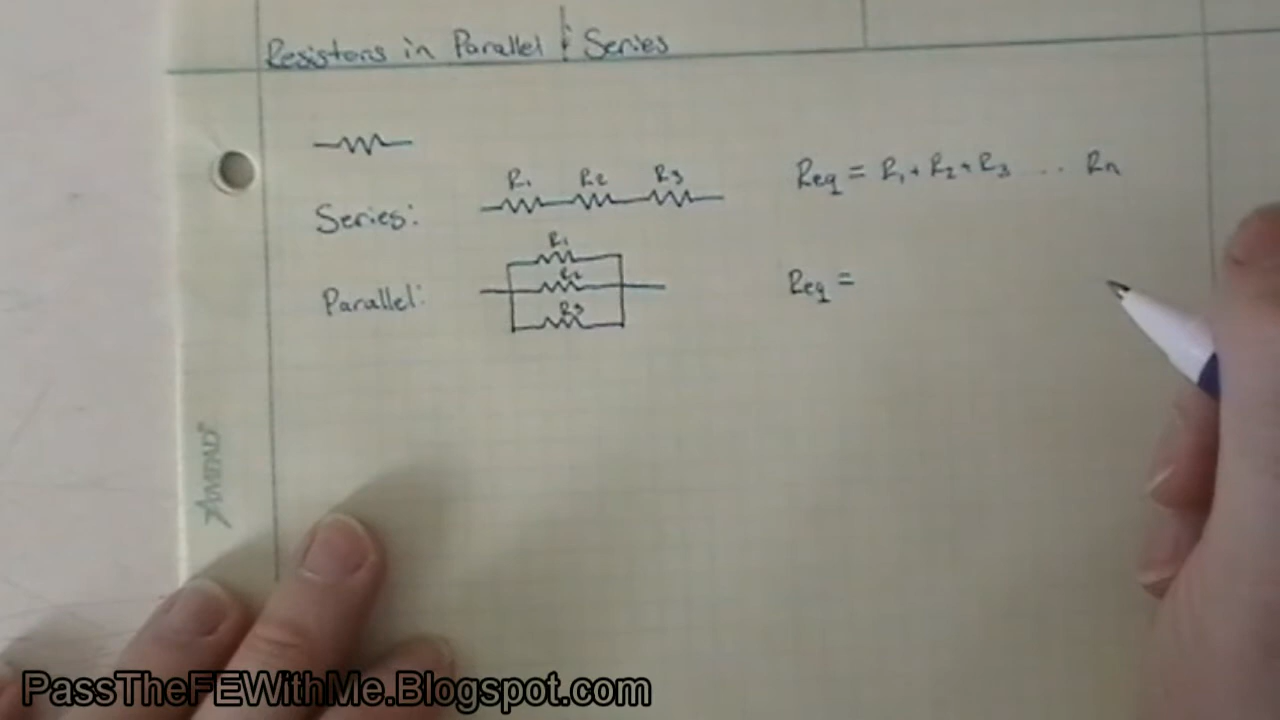 Resistors in Parallel & Series
R1 R2 R3
Req = R1 + R2 + R3 ... Rn
Series:
R1
R2
Parallel:
Req =
R3
AMPAD
PassTheFEWithMe.Blogspot.com